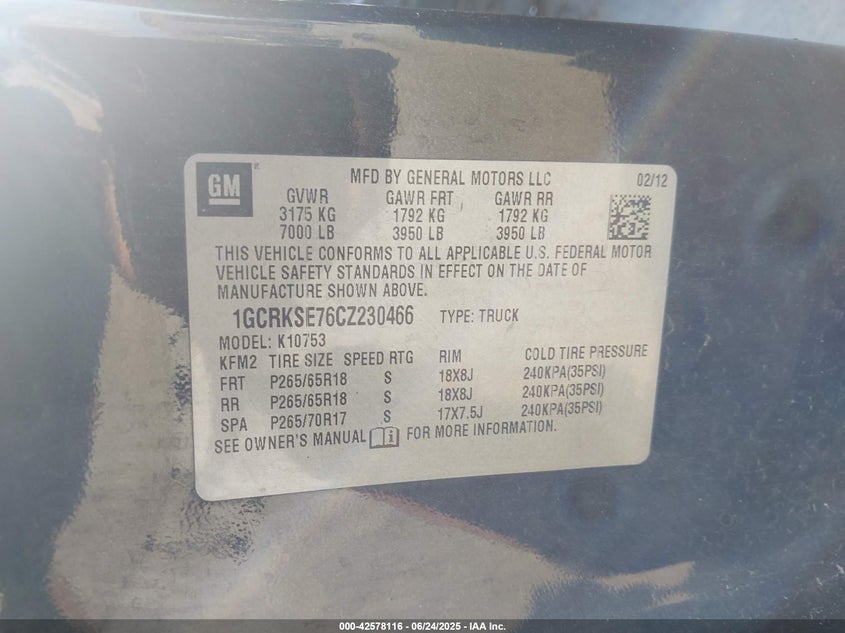 GM
MFD BY GENERAL MOTORS LLC 02/12
GVWR GAWR FRT GAWR RR
3175 KG 1792 KG 1792 KG
7000 LB 3950 LB 3950 LB
THIS VEHICLE CONFORMS TO ALL APPLICABLE U.S. FEDERAL MOTOR
VEHICLE SAFETY STANDARDS IN EFFECT ON THE DATE OF
MANUFACTURE SHOWN ABOVE.
1GCRKSE76CZ230466 TYPE: TRUCK
MODEL: K10753
KFM2 TIRE SIZE SPEED RTG RIM COLD TIRE PRESSURE
FRT P265/65R18 S 18X8J 240KPA(35PSI)
RR P265/65R18 S 18X8J 240KPA(35PSI)
SPA P265/70R17 S 17X7.5J 240KPA(35PSI)
SEE OWNER'S MANUAL FOR MORE INFORMATION.
000-42578116 - 06/24/2025 - IAA Inc.